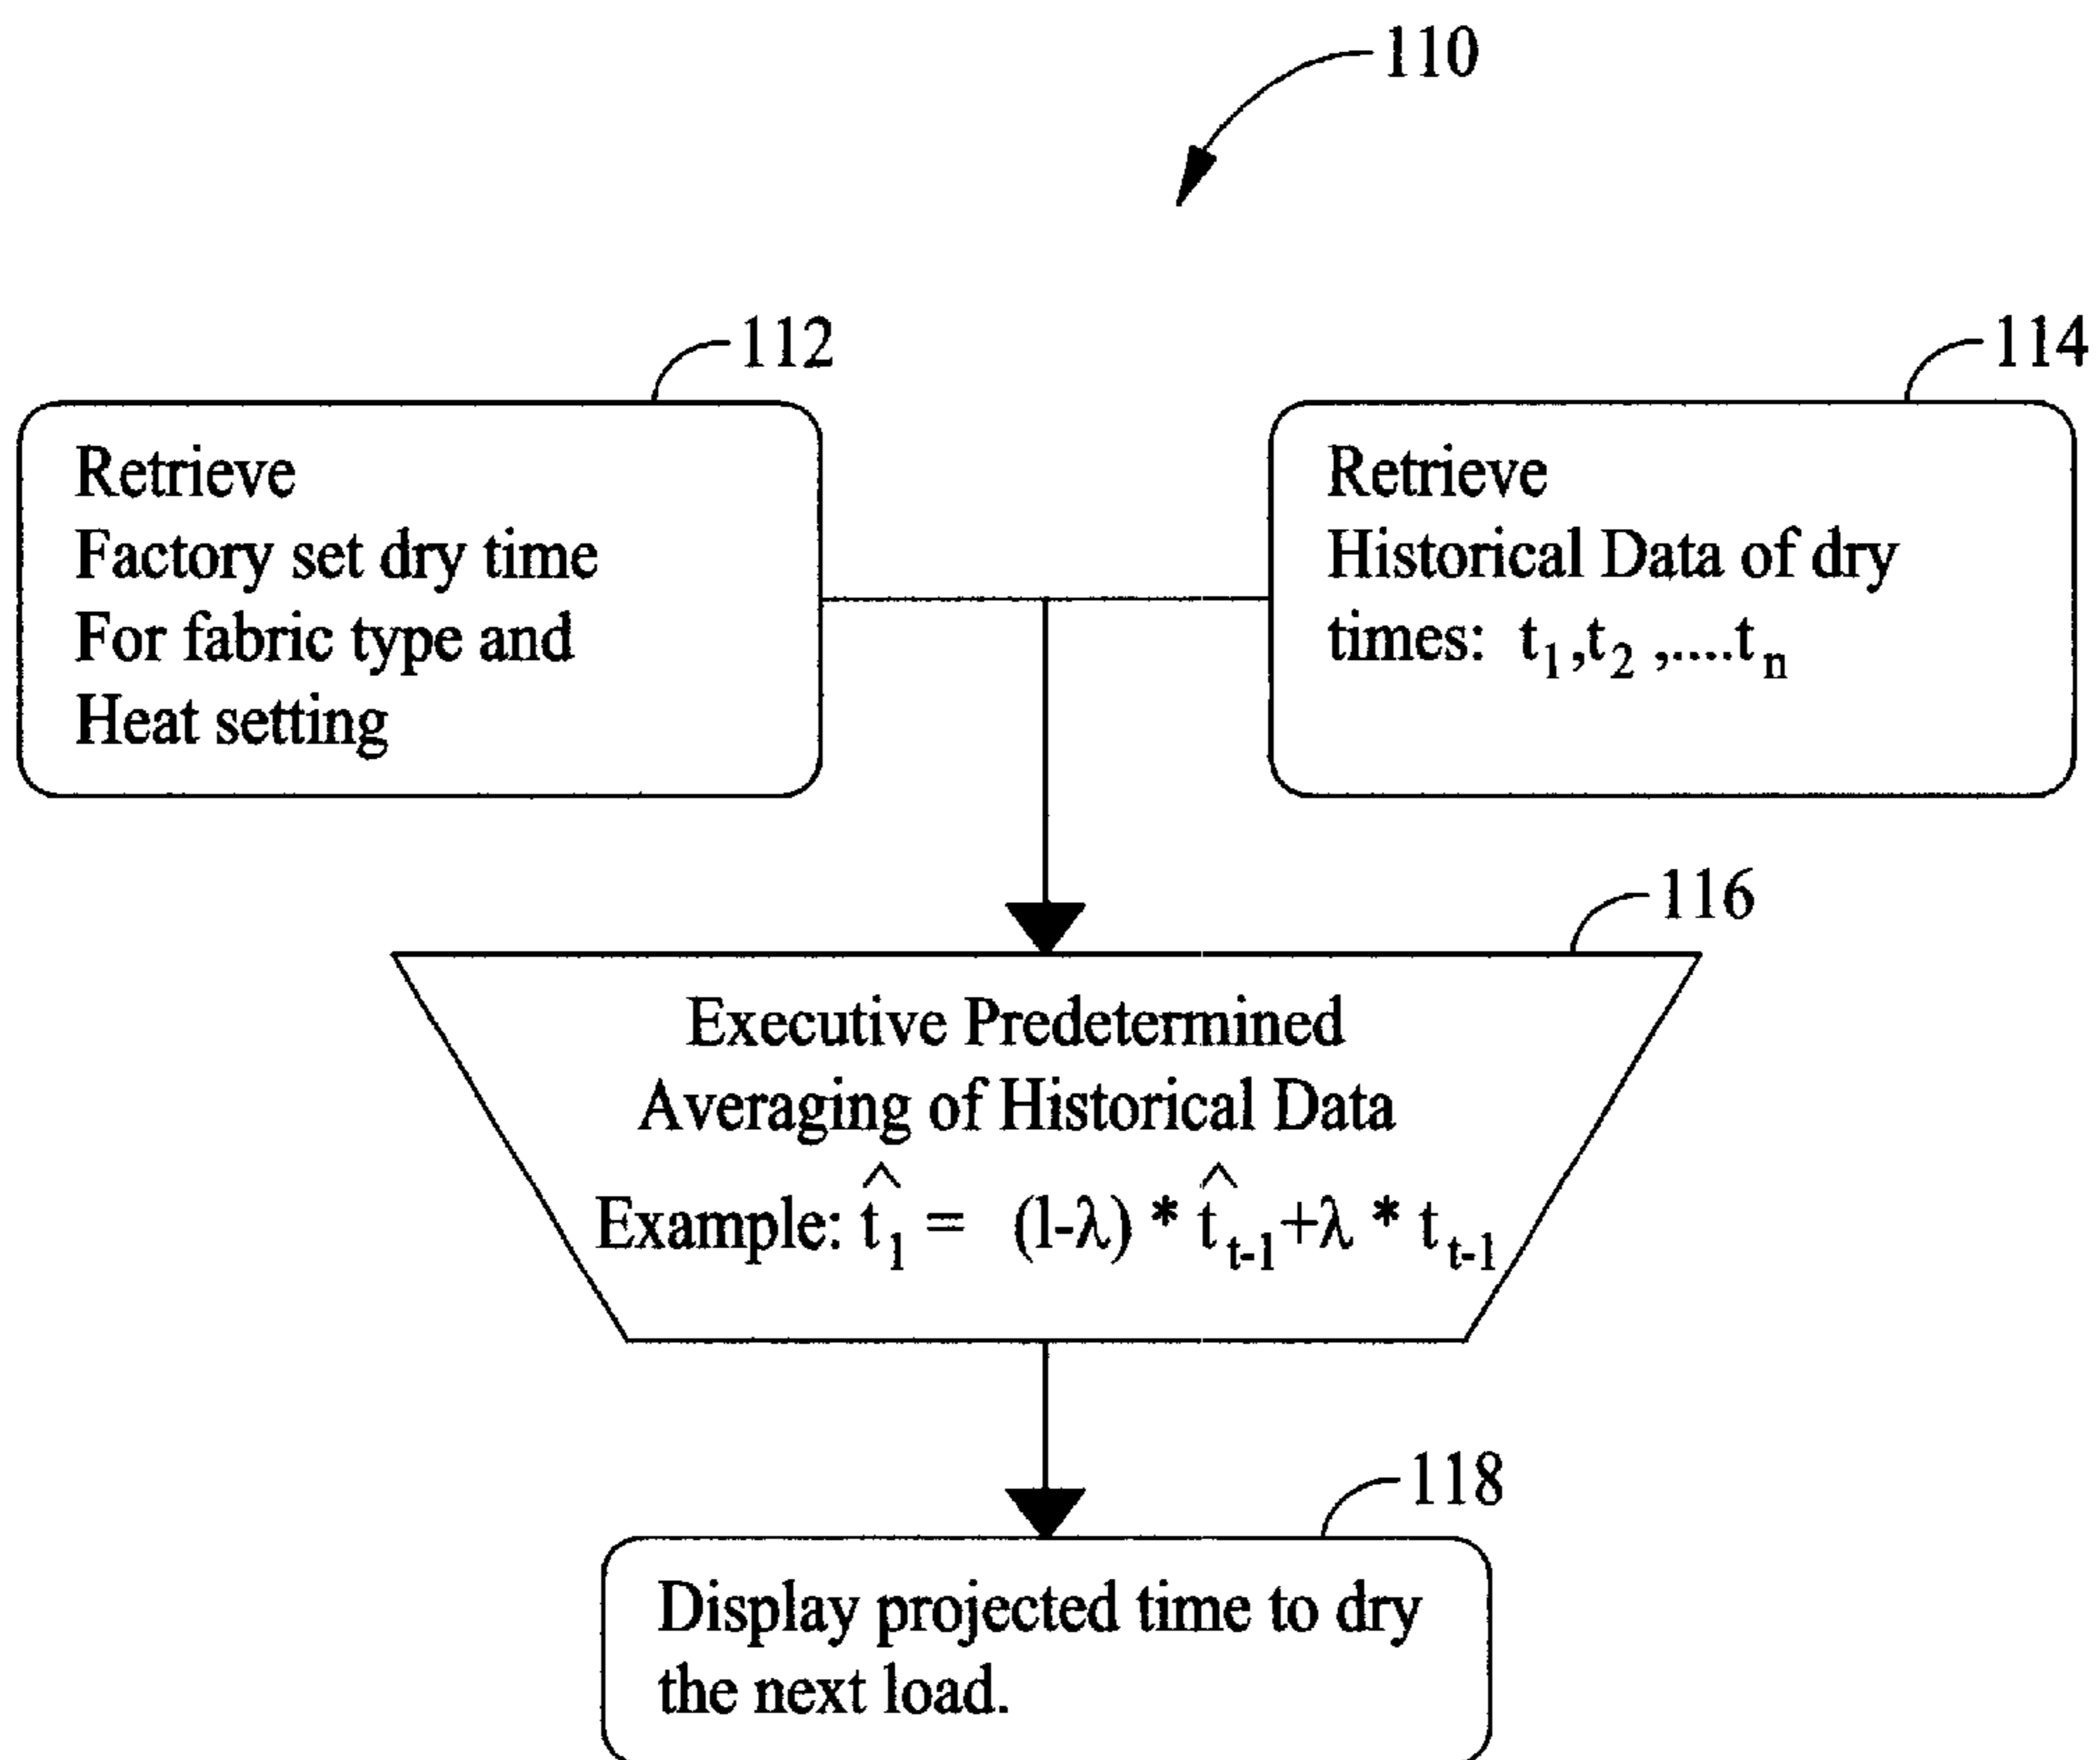 110
112
Retrieve
Factory set dry time
For fabric type and
Heat setting
114
Retrieve
Historical Data of dry
times: t₁,t₂ ,....tₙ
116
Executive Predetermined
Averaging of Historical Data
Example: t̂₁ = (1-λ) * t̂ₜ₋₁+λ * tₜ₋₁
118
Display projected time to dry
the next load.